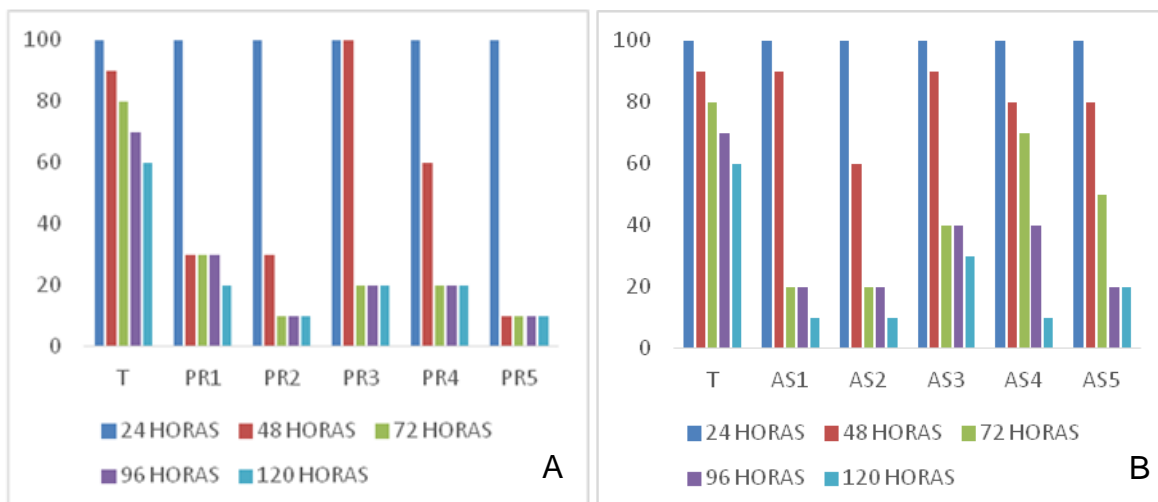 100
80
60
40
20
0
T PR1 PR2 PR3 PR4 PR5
24 HORAS 48 HORAS 72 HORAS
96 HORAS 120 HORAS
A
100
80
60
40
20
0
T AS1 AS2 AS3 AS4 AS5
24 HORAS 48 HORAS 72 HORAS
96 HORAS 120 HORAS
B